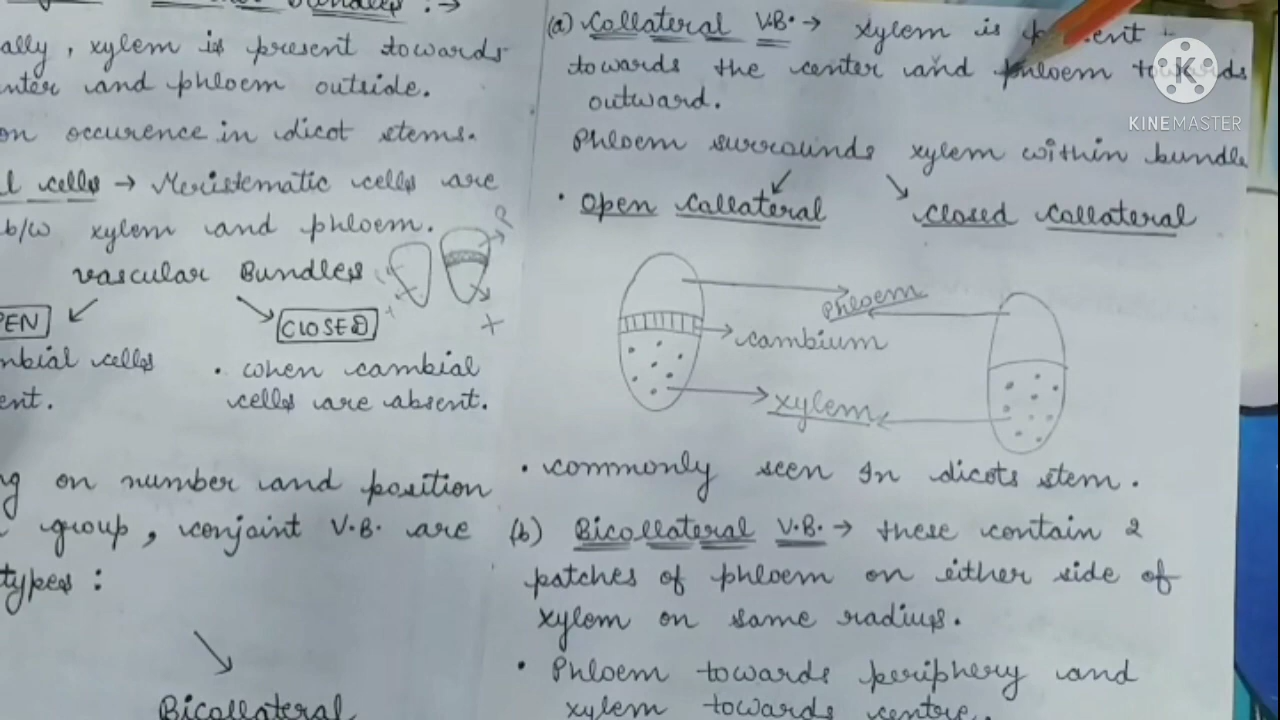 Bundles :→
ally, xylem is present towards
nter and phloem outside.
on occurence in dicot stems.
l cells → Meristematic cells are
b/w xylem and phloem.
P
vascular Bundles
X
PEN
CLOSED
mbial cells
ent.
• when cambial
cells are absent.
ng on number and position
group, conjoint V.B. are
types :
Bicollateral
(a) Collateral V.B. → xylem is
towards the center and phloem towards
outward.
Phloem surrounds xylem within bundle
• Open Collateral
Closed Collateral
Phloem
cambium
xylem
• commonly seen In dicots stem.
(b) Bicollateral V.B. → these contain 2
patches of phloem on either side of
xylem on same radius.
• Phloem towards periphery and
xylem towards centre.
K
KINEMASTER